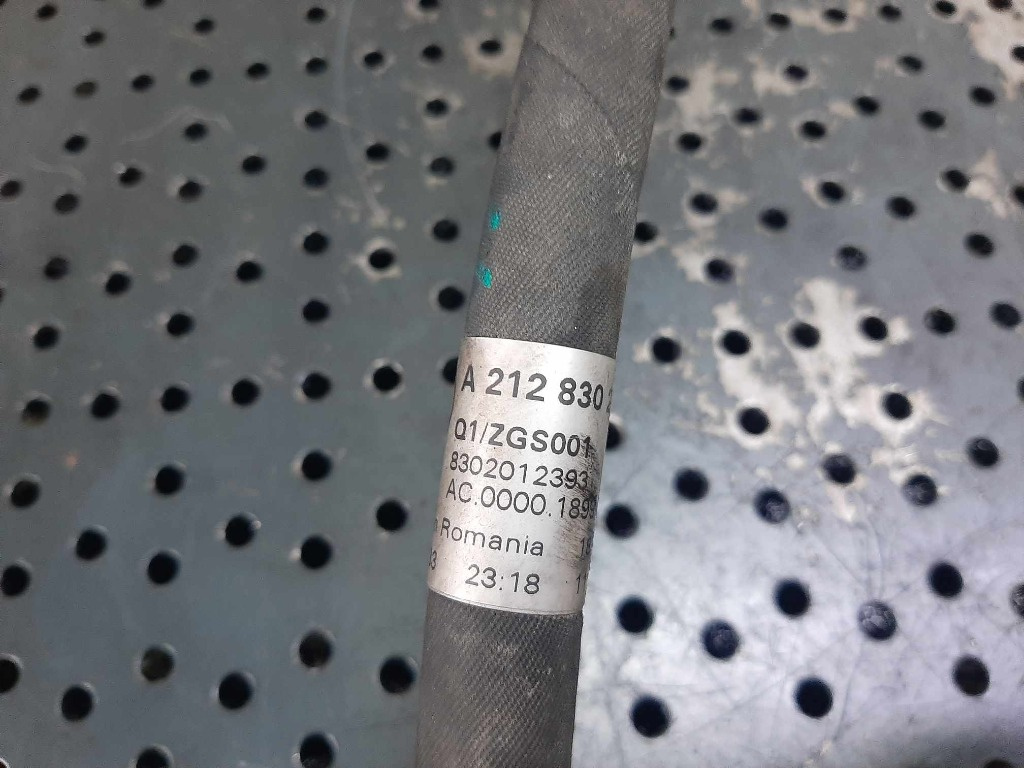 A 212 830
Q1/ZGS001
8302012393
AC.0000.189
Romania
23:18